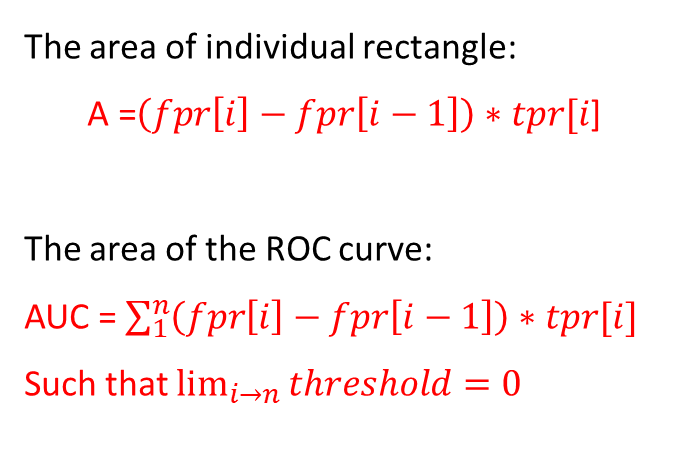 The area of individual rectangle:
A =(fpr[i] − fpr[i − 1]) ∗ tpr[i]
The area of the ROC curve:
AUC = ∑₁ⁿ(fpr[i] − fpr[i − 1]) ∗ tpr[i]
Such that limᵢ→ₙ threshold = 0